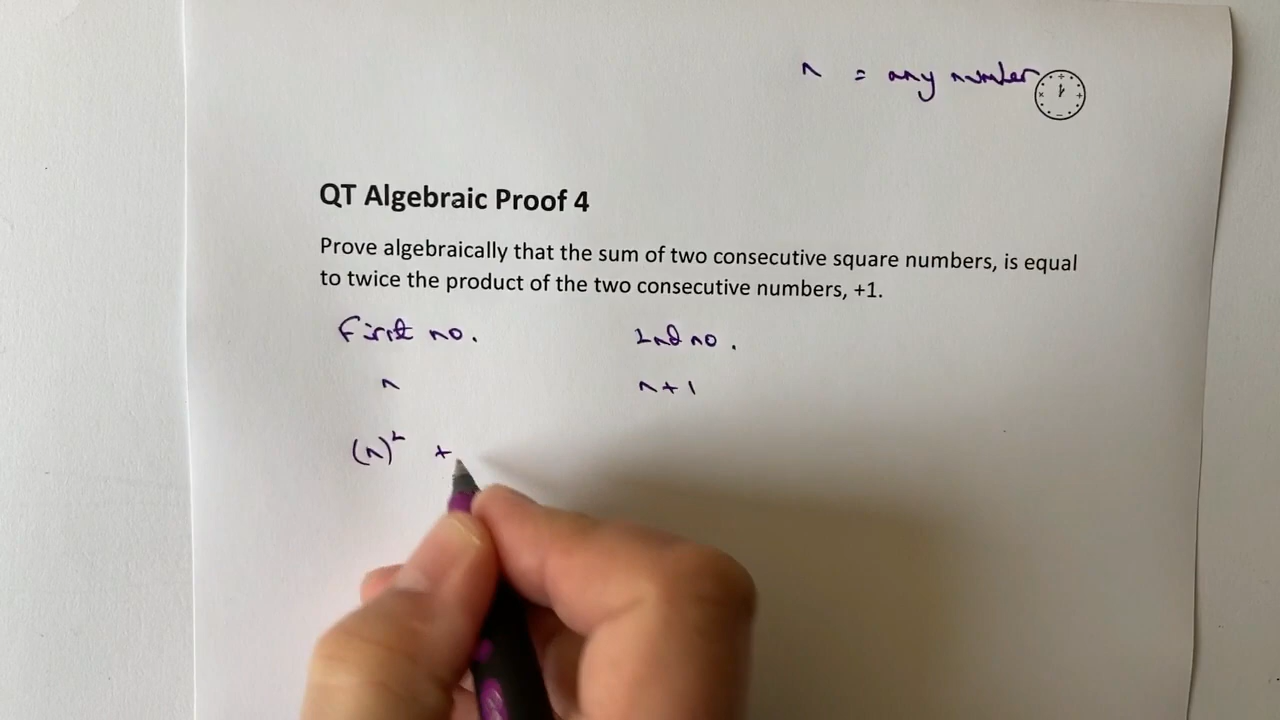 n = any number
QT Algebraic Proof 4
Prove algebraically that the sum of two consecutive square numbers, is equal
to twice the product of the two consecutive numbers, +1.
First no. 2nd no.
n n+1
(n)² +